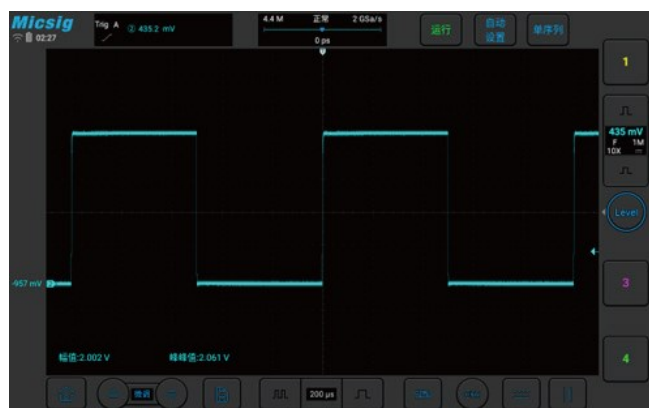 Micsig
02:27
Trig A ② 435.2 mV
4.4 M 正常 2 GSa/s
0 ps
运行
自动
设置
单序列
1
435 mV
F 1M
10X
Level
-957 mV 2
3
幅值:2.002 V 峰峰值:2.061 V
4
200 μs